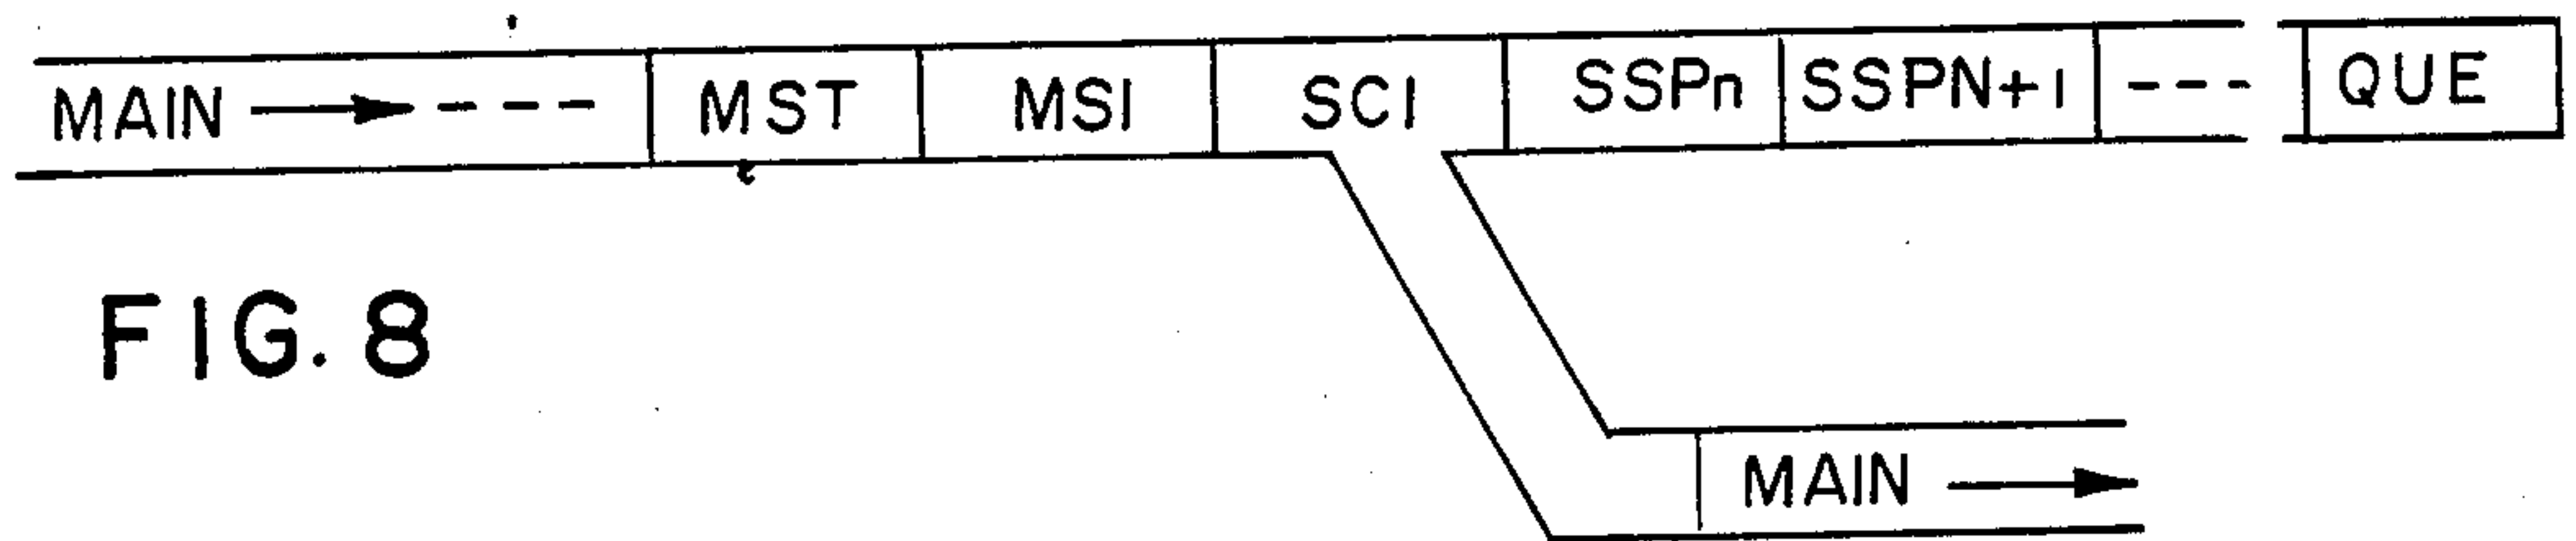 MAIN MST MSI SCI SSPn SSPN+1 QUE
FIG. 8
MAIN